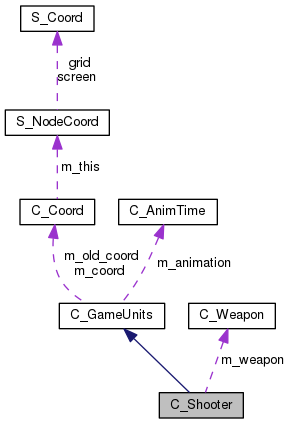 S_Coord
grid
screen
S_NodeCoord
m_this
C_Coord
C_AnimTime
m_old_coord
m_coord
m_animation
C_GameUnits
C_Weapon
m_weapon
C_Shooter